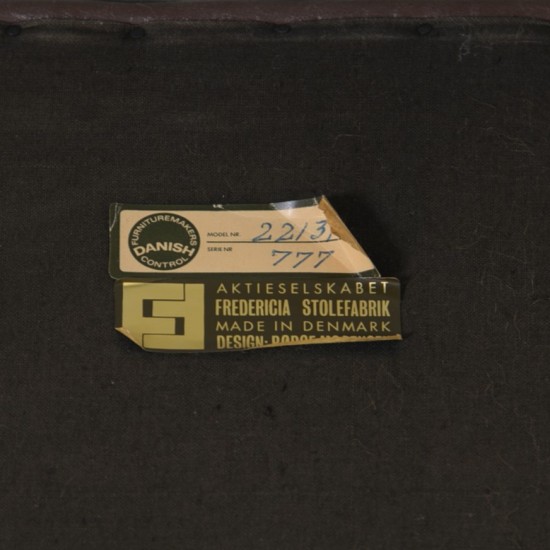 FURNITUREMAKERS
DANISH
CONTROL
MODEL NR. 2213
SERIE NR. 777
AKTIESELSKABET
FREDERICIA STOLEFABRIK
MADE IN DENMARK
DESIGN: